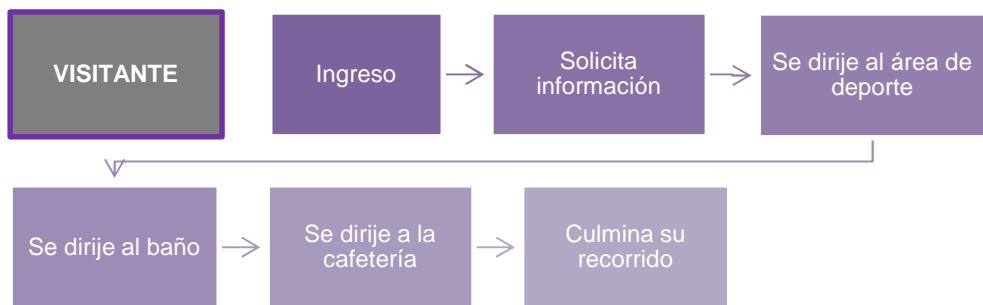 VISITANTE
Ingreso
Solicita
información
Se dirije al área de
deporte
Se dirije al baño
Se dirije a la
cafetería
Culmina su
recorrido